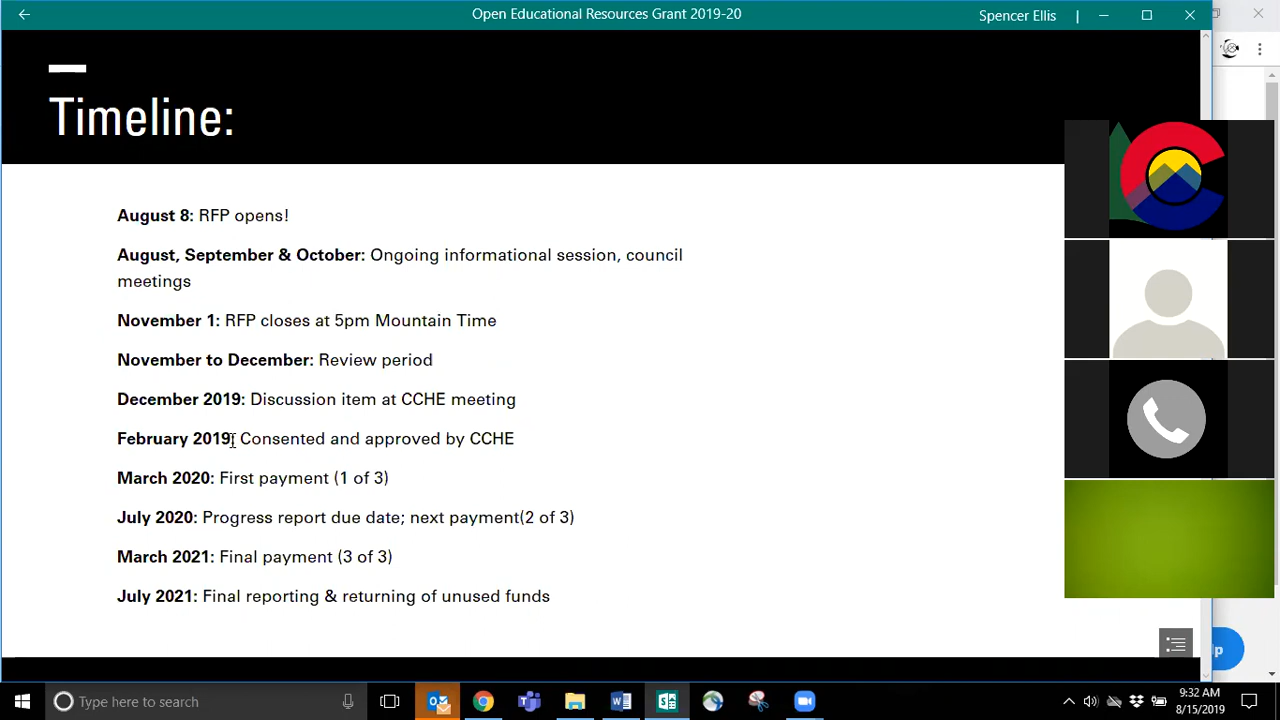 Open Educational Resources Grant 2019-20
Spencer Ellis
Timeline:
August 8: RFP opens!
August, September & October: Ongoing informational session, council
meetings
November 1: RFP closes at 5pm Mountain Time
November to December: Review period
December 2019: Discussion item at CCHE meeting
February 2019: Consented and approved by CCHE
March 2020: First payment (1 of 3)
July 2020: Progress report due date; next payment(2 of 3)
March 2021: Final payment (3 of 3)
July 2021: Final reporting & returning of unused funds
lp
Type here to search
9:32 AM
8/15/2019